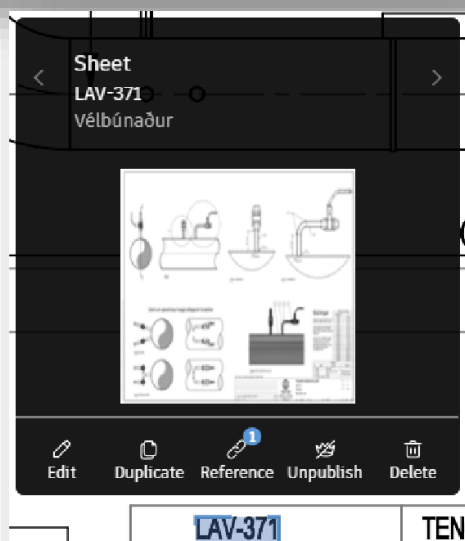 Sheet
LAV-371
Vélbúnaður
1
Edit
Duplicate
Reference
Unpublish
Delete
LAV-371
TEN